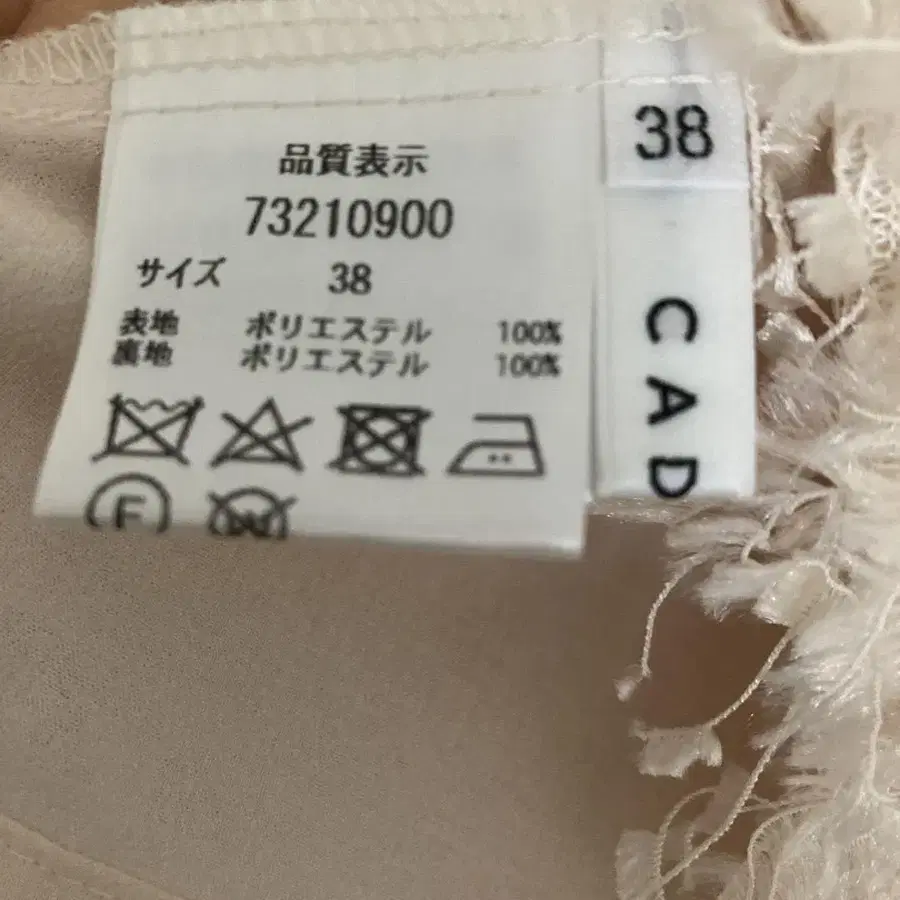 品質表示
73210900
サイズ 38
表地 ポリエステル 100%
裏地 ポリエステル 100%
F
W
38
CAD